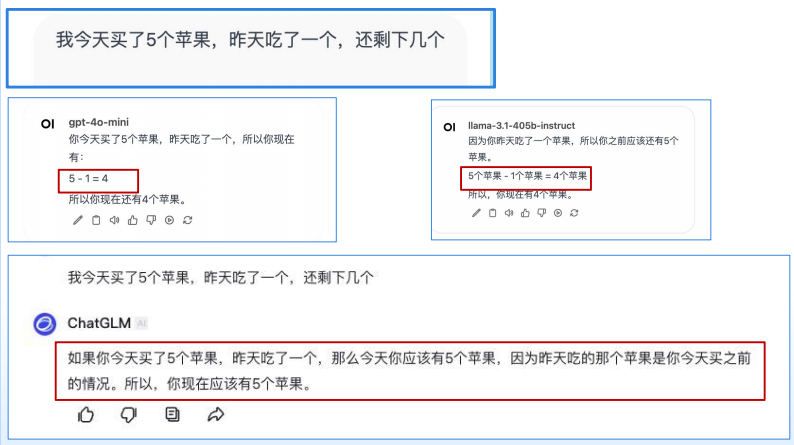 我今天买了5个苹果，昨天吃了一个，还剩下几个
OI gpt-4o-mini
你今天买了5个苹果，昨天吃了一个，所以你现在
有：
5 - 1 = 4
所以你现在还有4个苹果。
OI llama-3.1-405b-instruct
因为你昨天吃了一个苹果，所以你之前应该还有5个
苹果。
5个苹果 - 1个苹果 = 4个苹果
所以，你现在有4个苹果。
我今天买了5个苹果，昨天吃了一个，还剩下几个
ChatGLM AI
如果你今天买了5个苹果，昨天吃了一个，那么今天你应该有5个苹果，因为昨天吃的那个苹果是你今天买之前
的情况。所以，你现在应该有5个苹果。